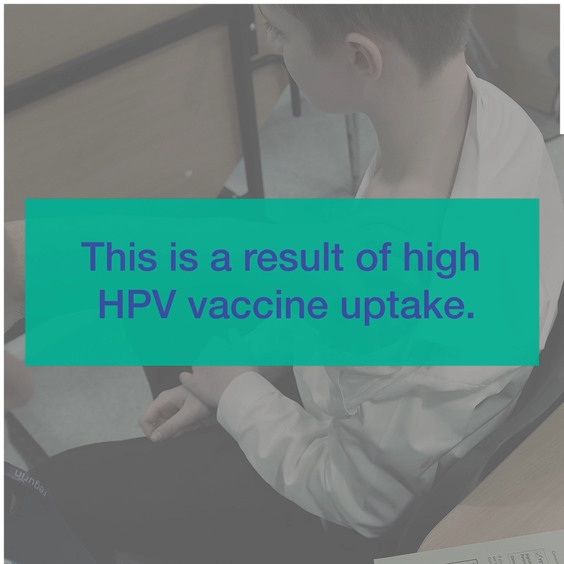 This is a result of high
HPV vaccine uptake.